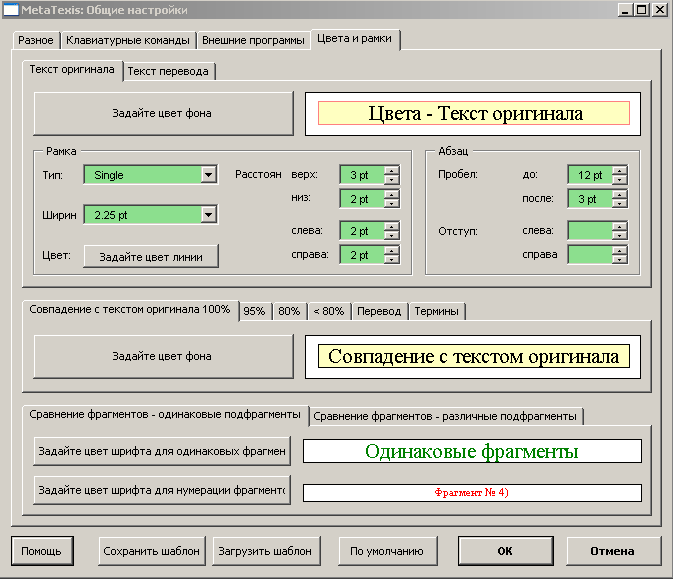 MetaTexis: Общие настройки
Разное Клавиатурные команды Внешние программы Цвета и рамки
Текст оригинала Текст перевода
Задайте цвет фона Цвета - Текст оригинала
Рамка Абзац
Тип: Single Расстоян верх: 3 pt Пробел: до: 12 pt
низ: 2 pt после: 3 pt
Ширин 2.25 pt
слева: 2 pt Отступ: слева:
Цвет: Задайте цвет линии справа: 2 pt справа
Совпадение с текстом оригинала 100% 95% 80% < 80% Перевод Термины
Задайте цвет фона Совпадение с текстом оригинала
Сравнение фрагментов - одинаковые подфрагменты Сравнение фрагментов - различные подфрагменты
Задайте цвет шрифта для одинаковых фрагмен Одинаковые фрагменты
Задайте цвет шрифта для нумерации фрагменто Фрагмент № 4)
Помощь Сохранить шаблон Загрузить шаблон По умолчанию OK Отмена